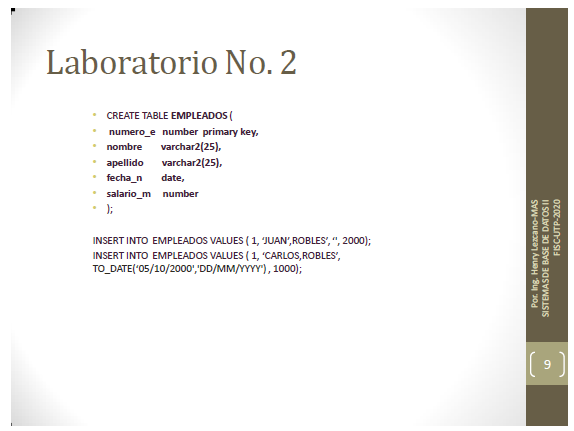 Laboratorio No. 2
• CREATE TABLE EMPLEADOS (
• numero_e number primary key,
• nombre varchar2(25),
• apellido varchar2(25),
• fecha_n date,
• salario_m number
• );
INSERT INTO EMPLEADOS VALUES ( 1, ‘JUAN’,ROBLES’, ‘’, 2000);
INSERT INTO EMPLEADOS VALUES ( 1, ‘CARLOS,ROBLES’,
TO_DATE(‘05/10/2000','DD/MM/YYYY') , 1000);
Por. Ing. Henry Lezcano-MAS
SISTEMAS DE BASE DE DATOS II
FISC-UTP-2020
9